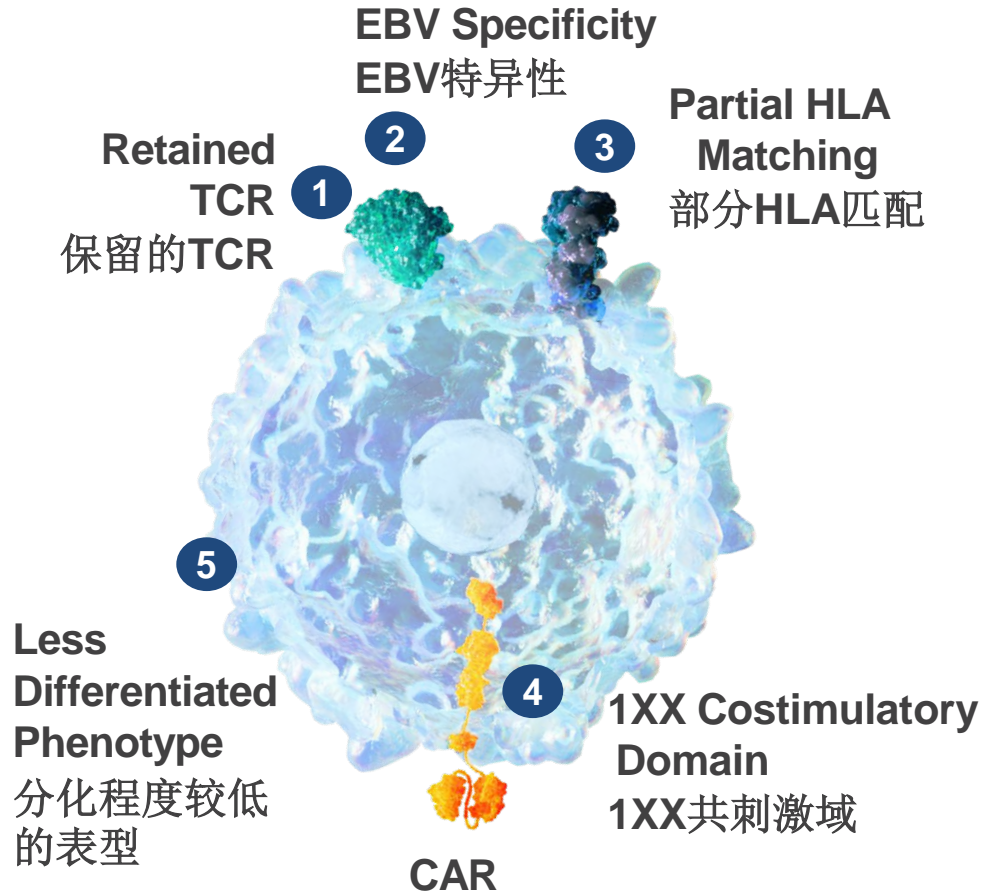 EBV Specificity
EBV特异性
2
Retained
TCR
保留的TCR
1
3
Partial HLA
Matching
部分HLA匹配
5
Less
Differentiated
Phenotype
分化程度较低
的表型
4
1XX Costimulatory
Domain
1XX共刺激域
CAR